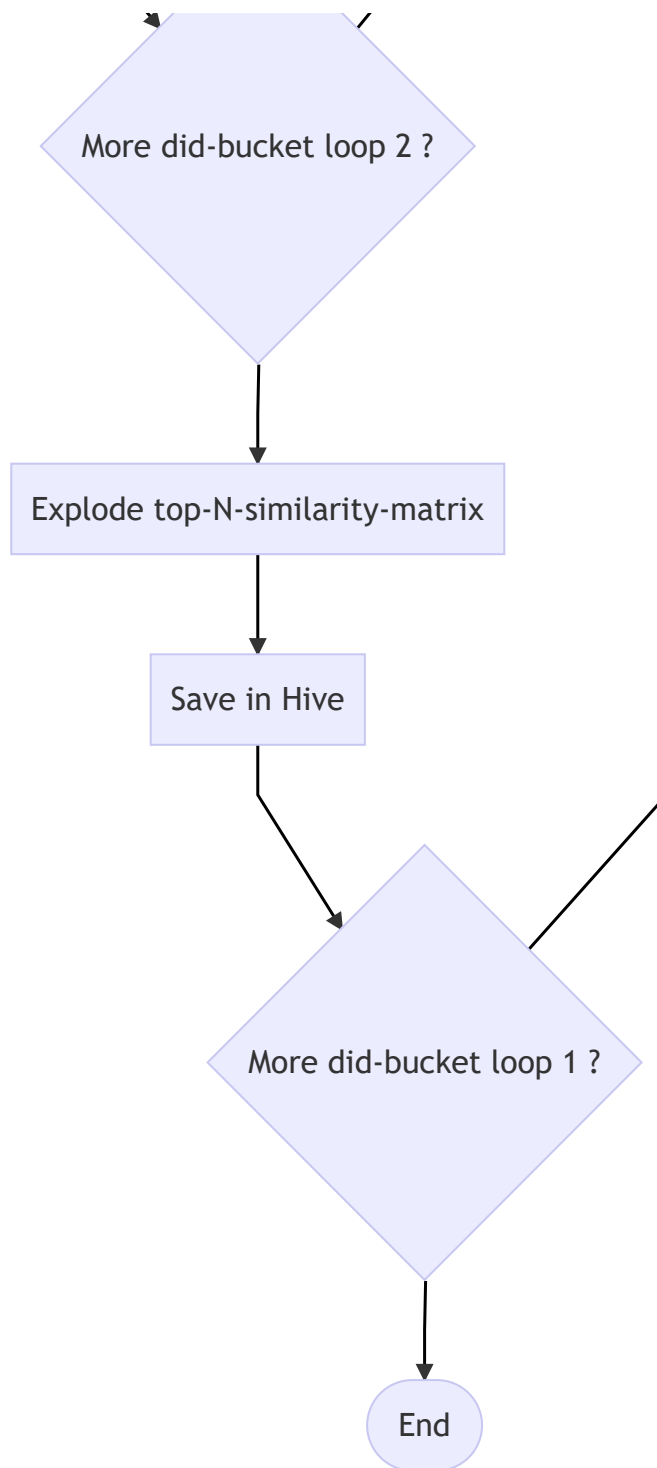 More did-bucket loop 2 ?
Explode top-N-similarity-matrix
Save in Hive
More did-bucket loop 1 ?
End